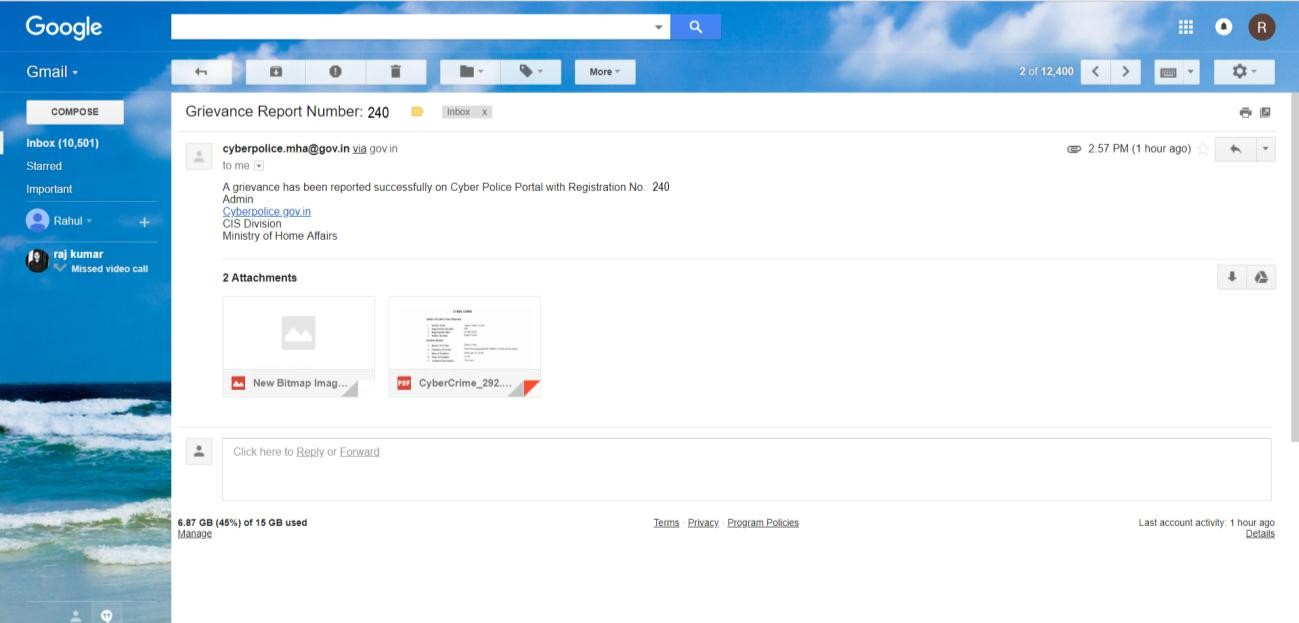 Google
R
Gmail
More
2 of 12,400
COMPOSE
Inbox (10,501)
Starred
Important
Rahul
raj kumar
Missed video call
Grievance Report Number: 240
Inbox x
cyberpolice.mha@gov.in via gov.in
2:57 PM (1 hour ago)
to me
A grievance has been reported successfully on Cyber Police Portal with Registration No. 240
Admin
Cyberpolice.gov.in
CIS Division
Ministry of Home Affairs
2 Attachments
CYBER CRIME
New Bitmap Imag...
PDF CyberCrime_292....
Click here to Reply or Forward
6.87 GB (45%) of 15 GB used
Manage
Terms · Privacy · Program Policies
Last account activity: 1 hour ago
Details